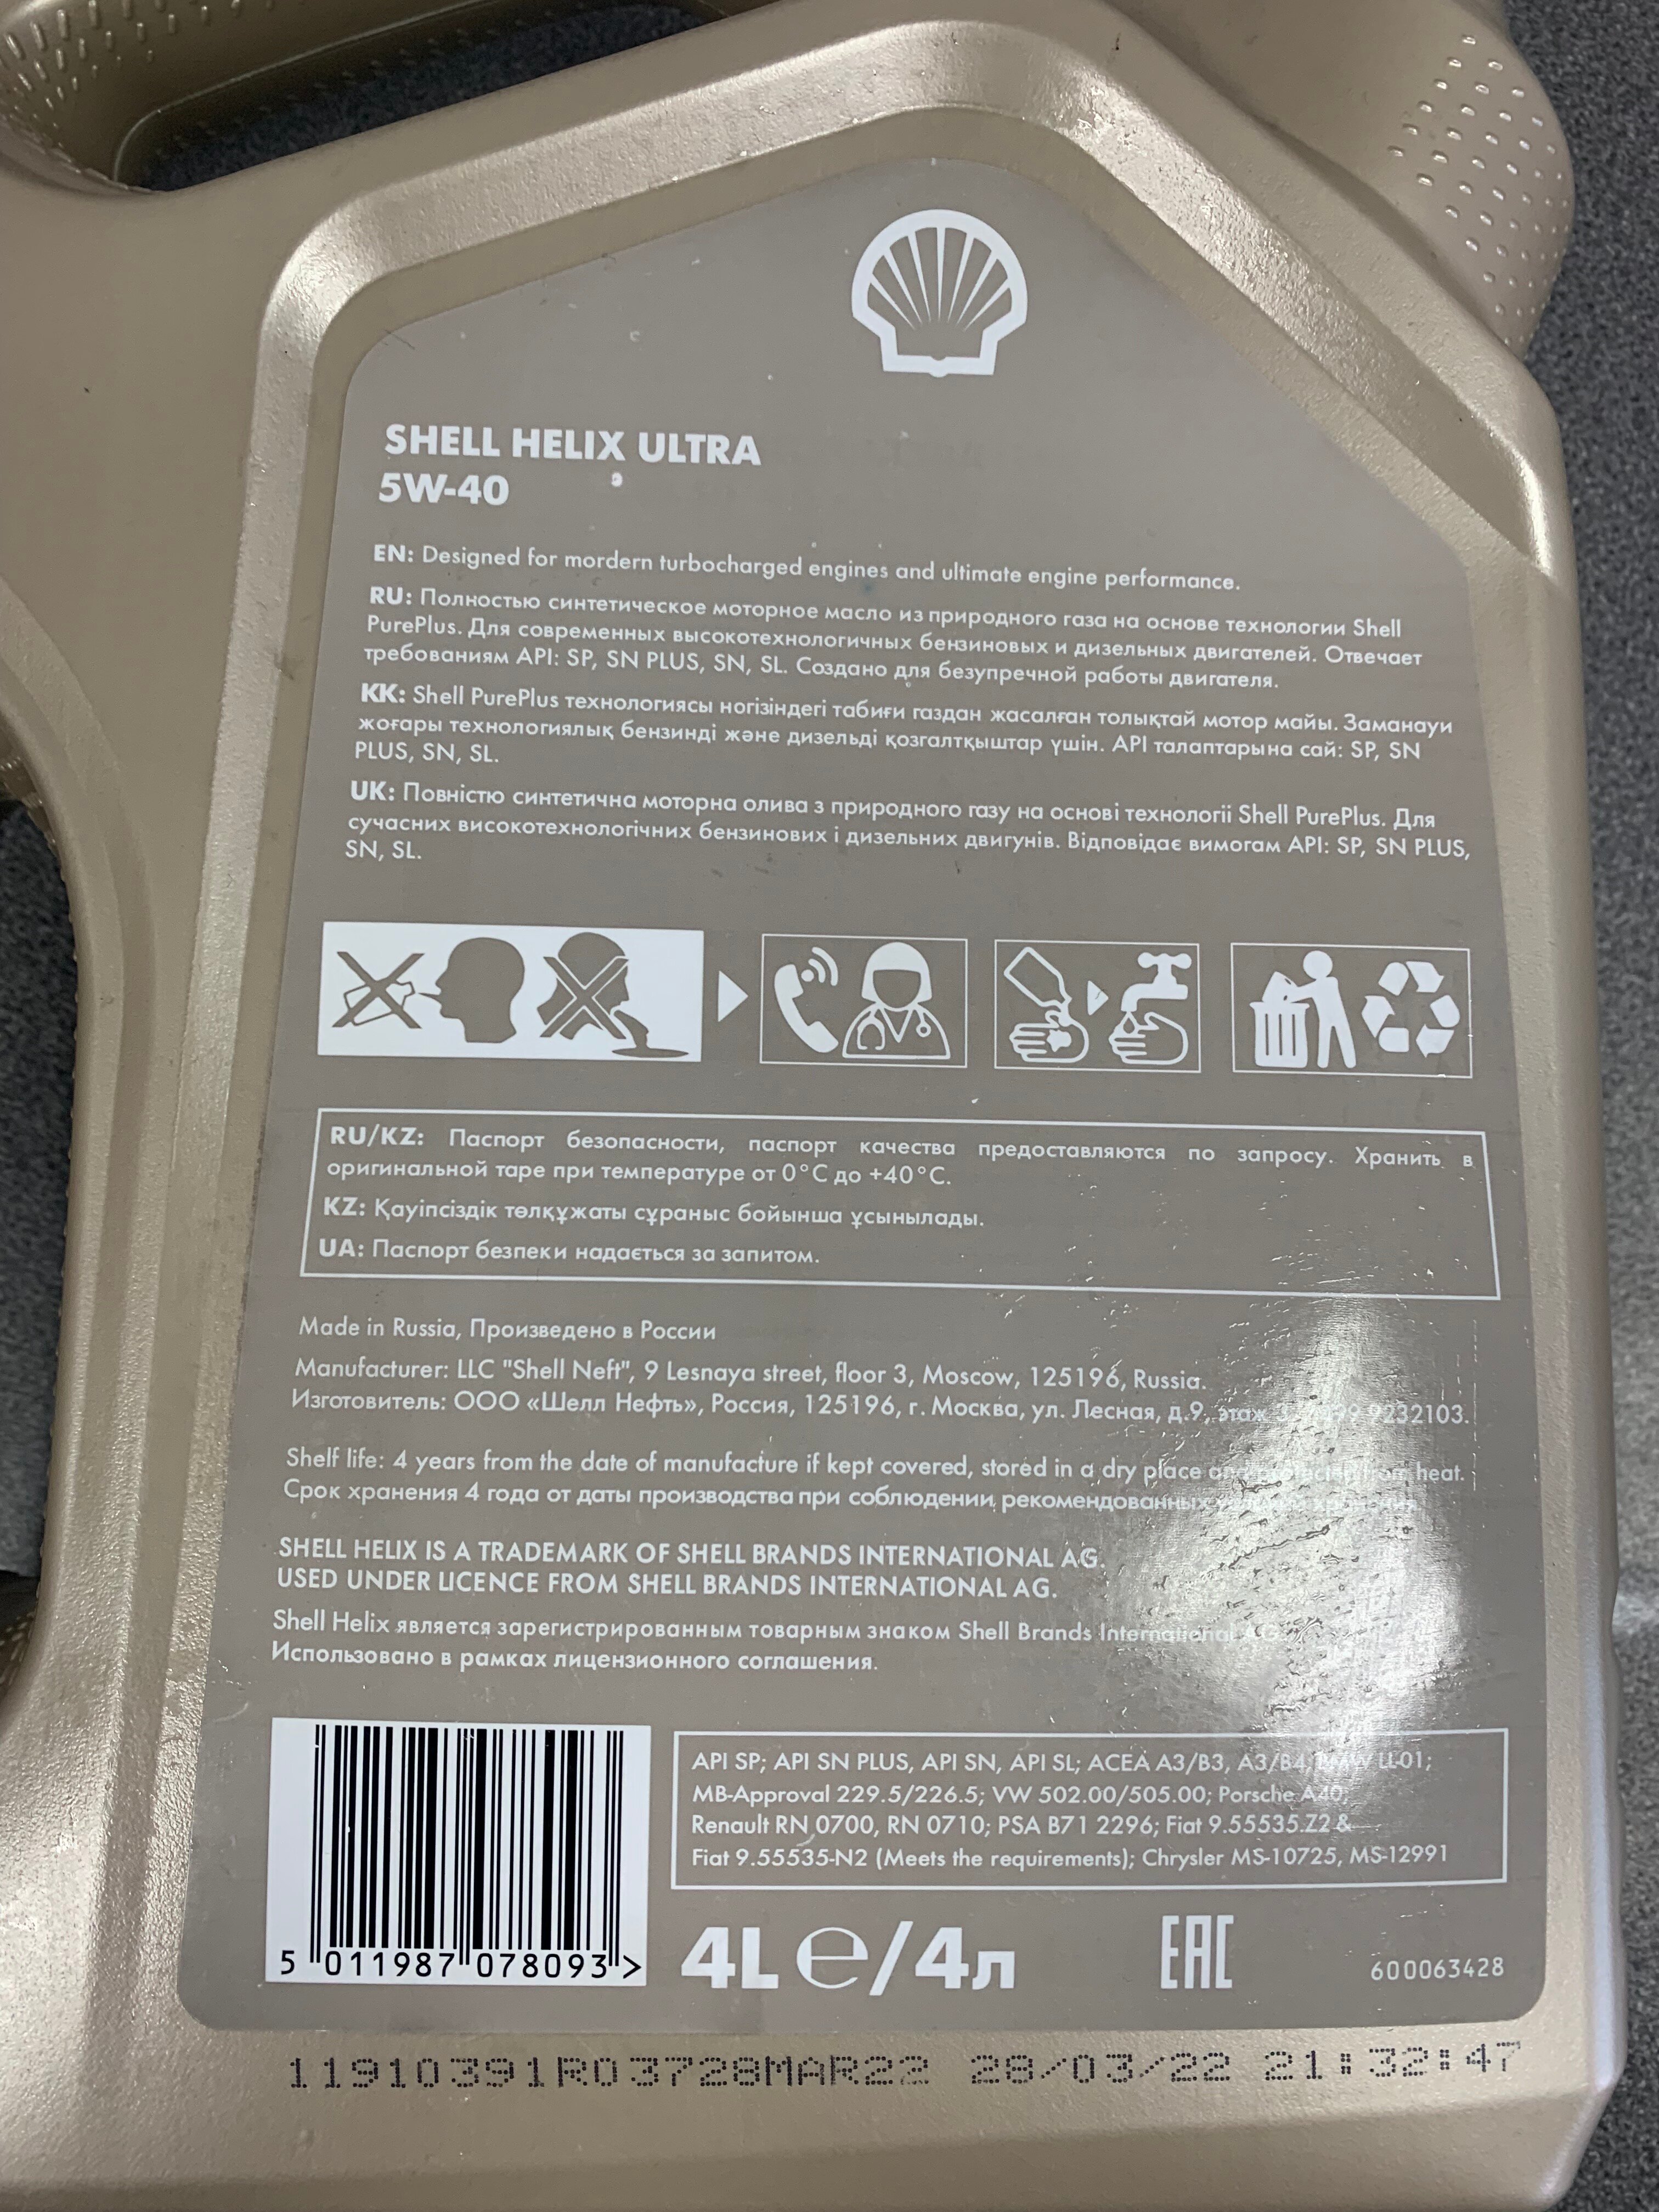 SHELL HELIX ULTRA
5W-40
EN: Designed for mordern turbocharged engines and ultimate engine performance.
RU: Полностью синтетическое моторное масло из природного газа на основе технологии Shell
PurePlus. Для современных высокотехнологичных бензиновых и дизельных двигателей. Отвечает
требованиям API: SP, SN PLUS, SN, SL. Создано для безупречной работы двигателя.
KK: Shell PurePlus технологиясы ногізіндегі табиғи газдан жасалған толықтай мотор майы. Заманауи
жоғары технологиялық бензинді және дизельді қозгалтқыштар үшін. API талаптарына сай: SP, SN
PLUS, SN, SL.
UK: Повністю синтетична моторна олива з природного газу на основі технологіі Shell PurePlus. Для
сучасних високотехнологічних бензинових і дизельних двигунів. Відповідає вимогам API: SP, SN PLUS,
SN, SL.
RU/KZ: Паспорт безопасности, паспорт качества предоставляются по запросу. Хранить в
оригинальной таре при температуре от 0°C до +40°C.
KZ: Қауіпсіздік төлқұжаты сұраныс бойынша ұсынылады.
UA: Паспорт безпеки надається за запитом.
Made in Russia, Произведено в России
Manufacturer: LLC "Shell Neft", 9 Lesnaya street, floor 3, Moscow, 125196, Russia.
Изготовитель: ООО «Шелл Нефть», Россия, 125196, г. Москва, ул. Лесная, д.9, этаж 9232103.
Shelf life: 4 years from the date of manufacture if kept covered, stored in a dry place and from heat.
Срок хранения 4 года от даты производства при соблюдении рекомендованных
SHELL HELIX IS A TRADEMARK OF SHELL BRANDS INTERNATIONAL AG.
USED UNDER LICENCE FROM SHELL BRANDS INTERNATIONAL AG.
Shell Helix является зарегистрированным товарным знаком Shell Brands International AG.
Использовано в рамках лицензионного соглашения.
API SP; API SN PLUS, API SN, API SL; ACEA A3/B3, A3/B4; BMW LL-01;
MB-Approval 229.5/226.5; VW 502.00/505.00; Porsche A40;
Renault RN 0700, RN 0710; PSA B71 2296; Fiat 9.55535.Z2 &
Fiat 9.55535-N2 (Meets the requirements); Chrysler MS-10725, MS-12991
5 011987 078093 >
4L e/4л
EAC
600063428
11910391R03728MAR22 28/03/22 21:32:47